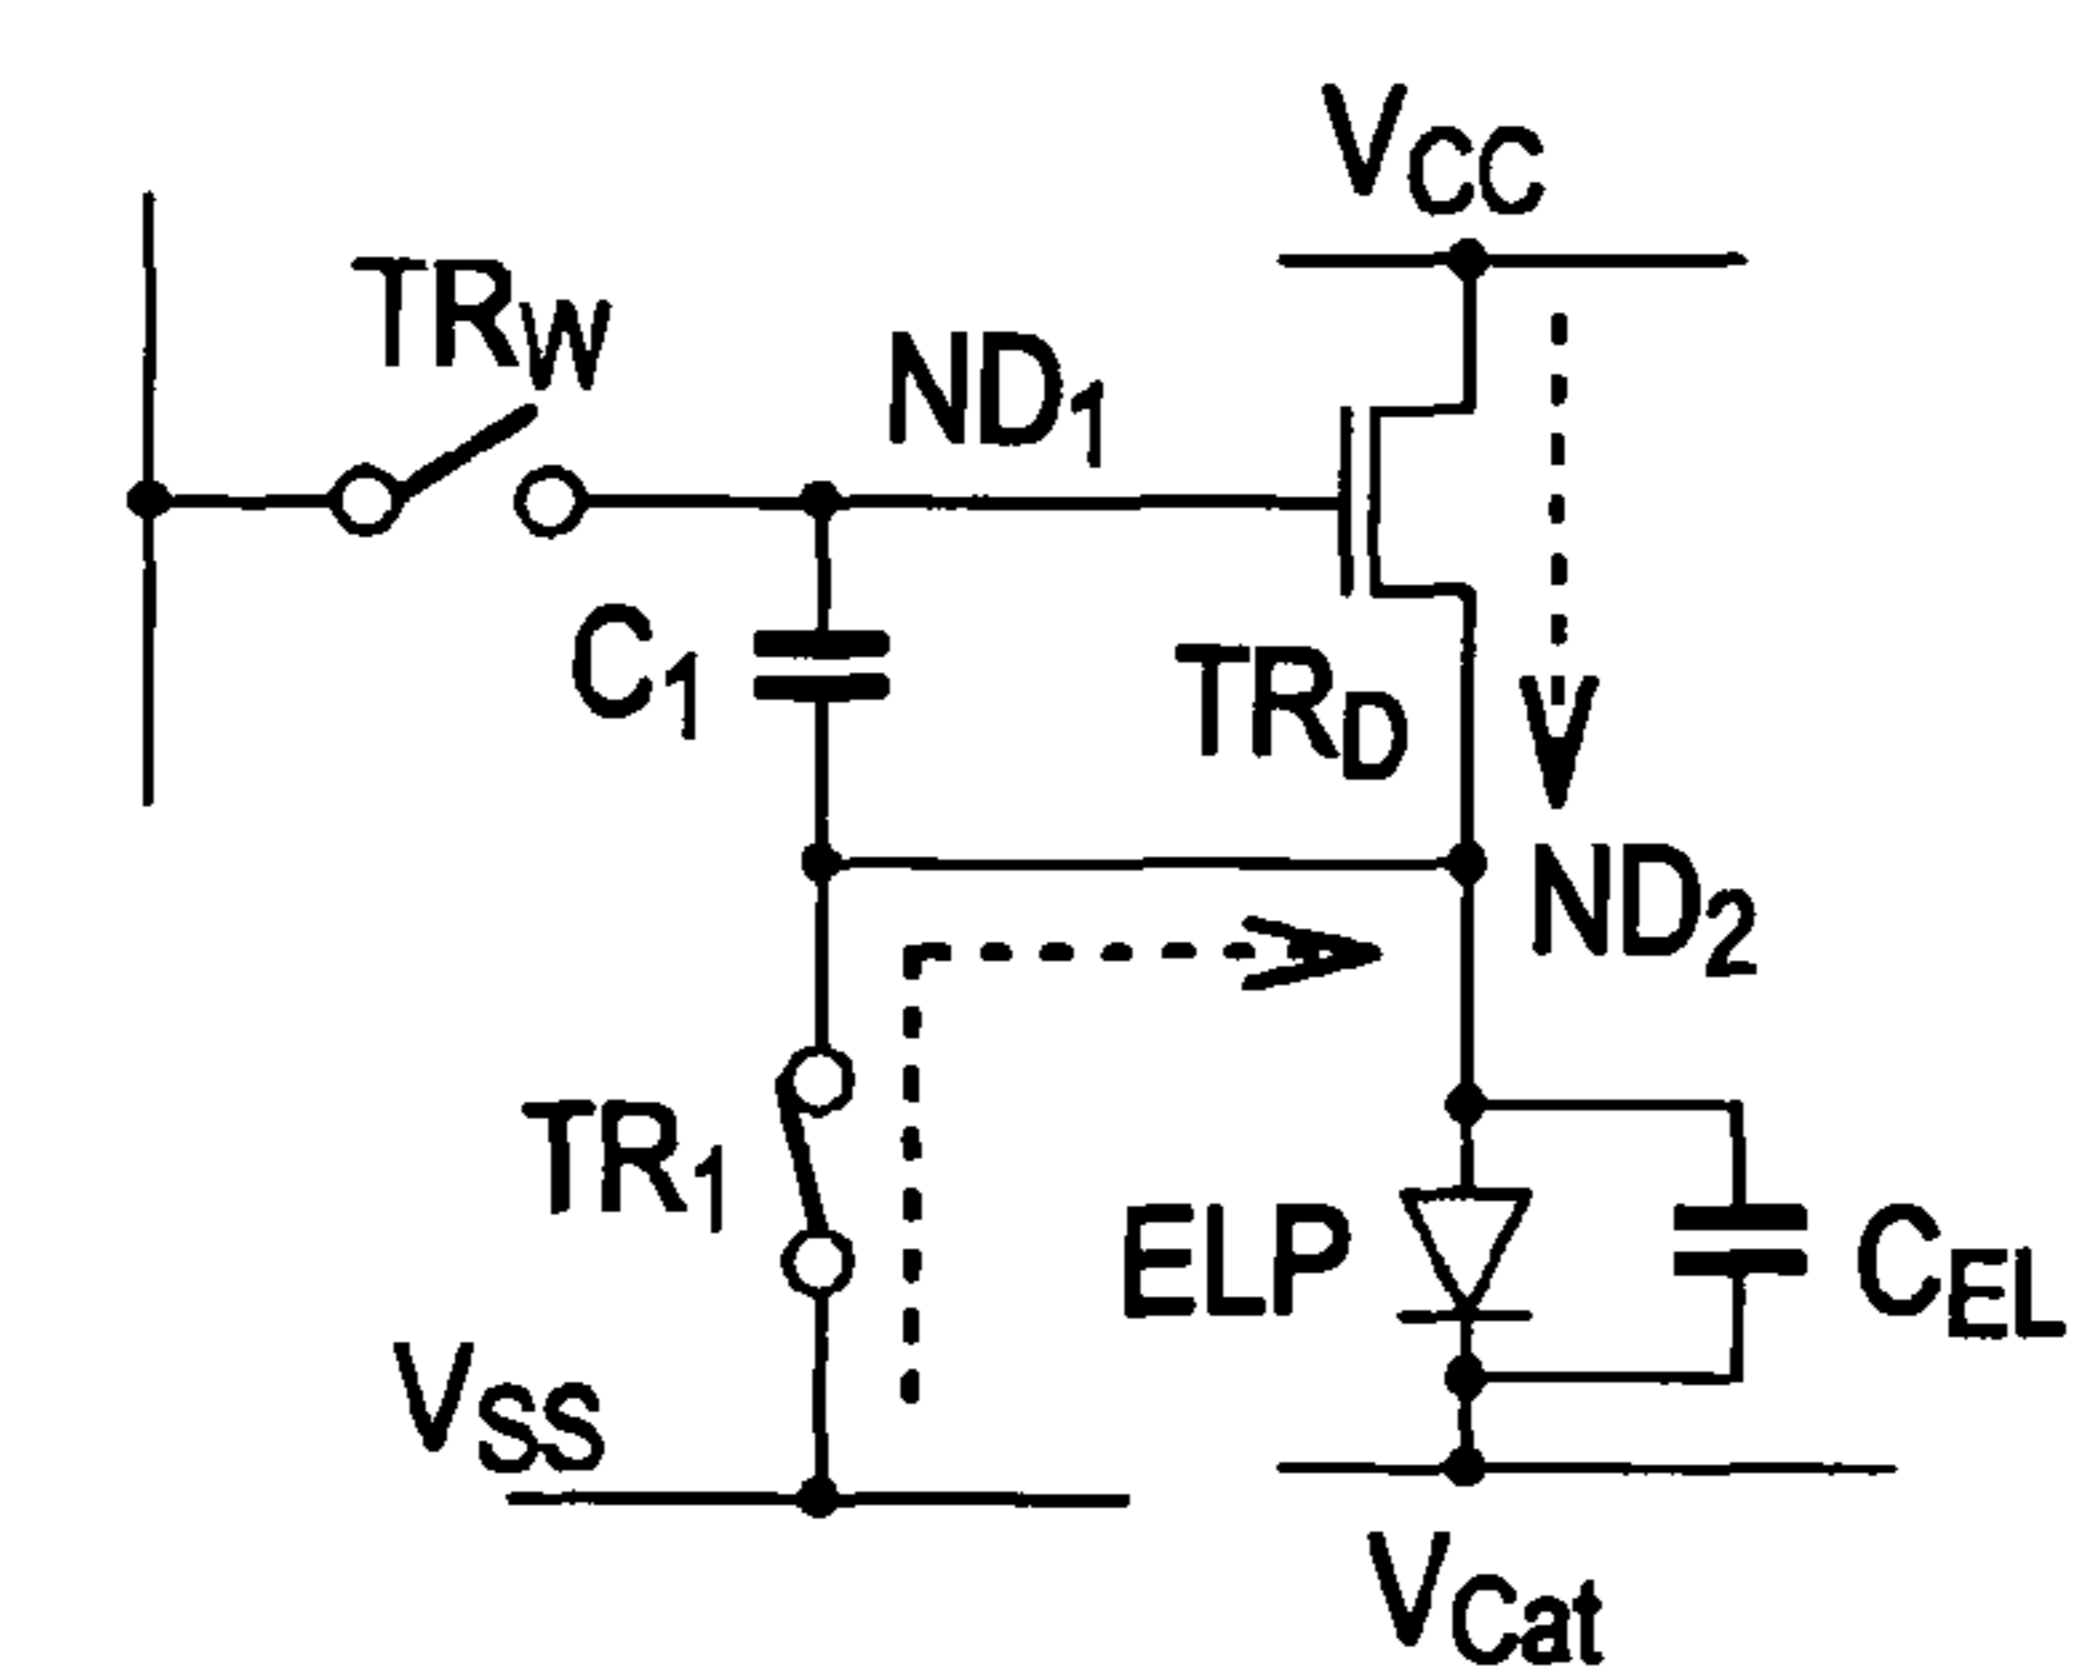 VCC
TRW
ND1
C1
TRD
ND2
TR1
ELP
CEL
VSS
VCat